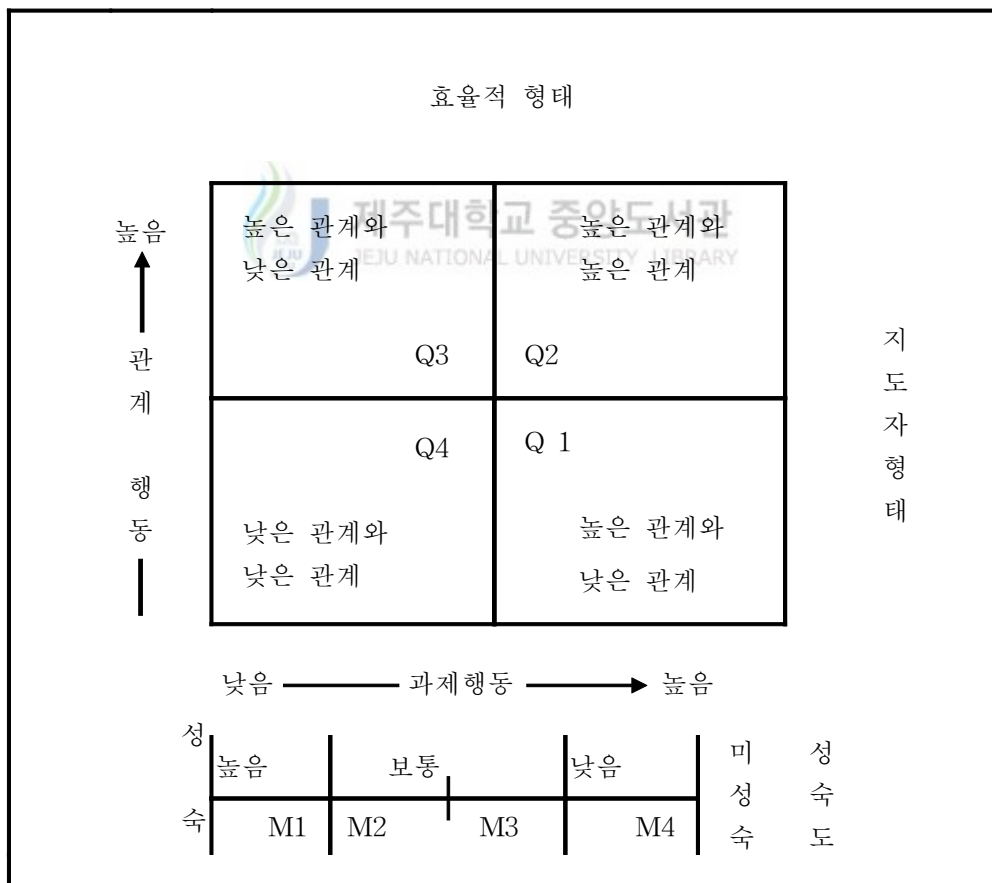 효율적 형태
제주대학교 중앙도서관
JEJU NATIONAL UNIVERSITY LIBRARY
JEJU
높음
관계 행동
높은 관계와
낮은 관계
Q3
높은 관계와
높은 관계
Q2
Q4
낮은 관계와
낮은 관계
Q 1
높은 관계와
낮은 관계
지도자형태
낮음 과제행동 높음
성숙
높음 보통 낮음
M1 M2 M3 M4
미성숙
성숙도